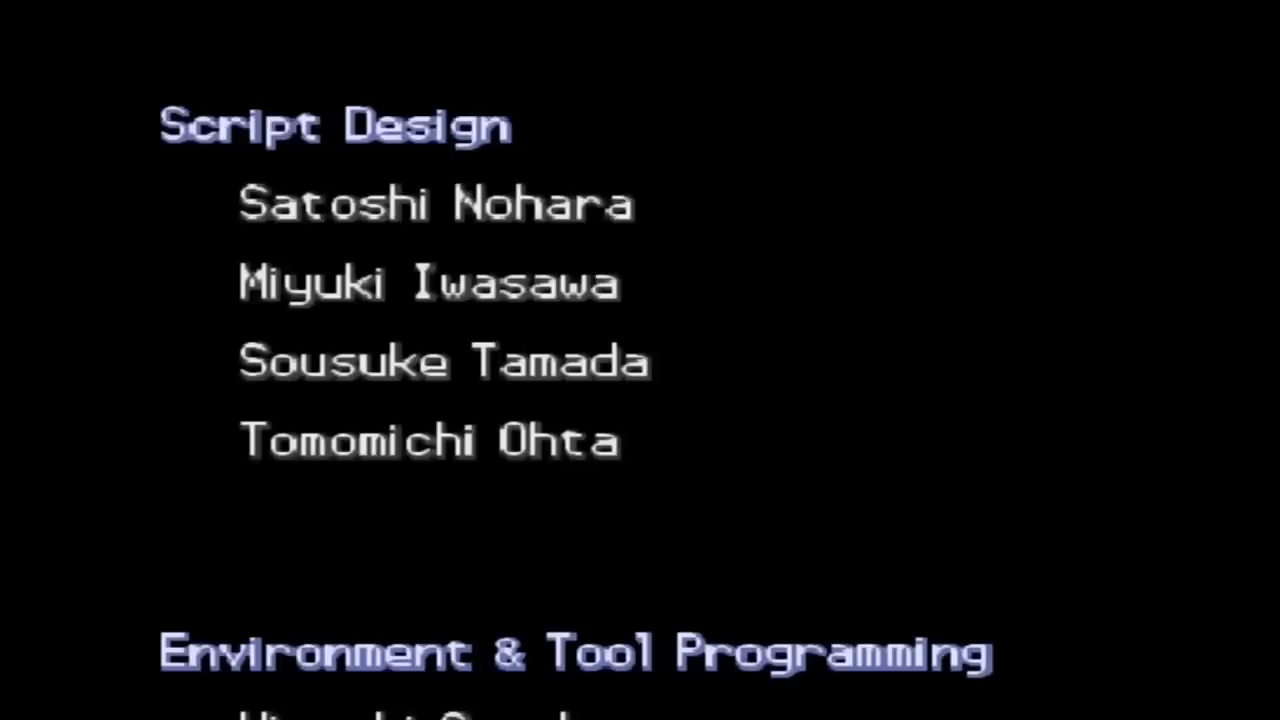 Script Design
Satoshi Nohara
Miyuki Iwasawa
Sousuke Tamada
Tomomichi Ohta
Environment & Tool Programming